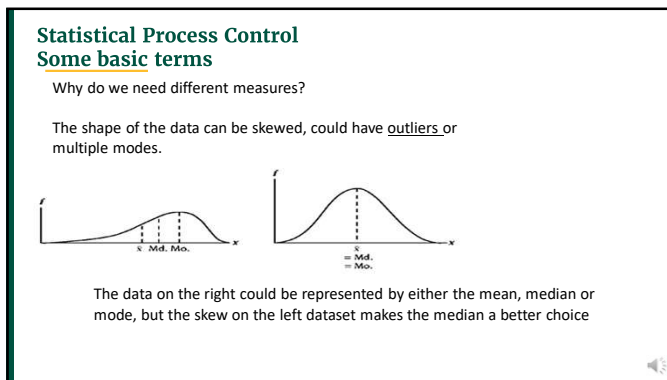 Statistical Process Control
Some basic terms
Why do we need different measures?
The shape of the data can be skewed, could have outliers or
multiple modes.
f
x
x̄ Md. Mo.
f
x
x̄
= Md.
= Mo.
The data on the right could be represented by either the mean, median or
mode, but the skew on the left dataset makes the median a better choice